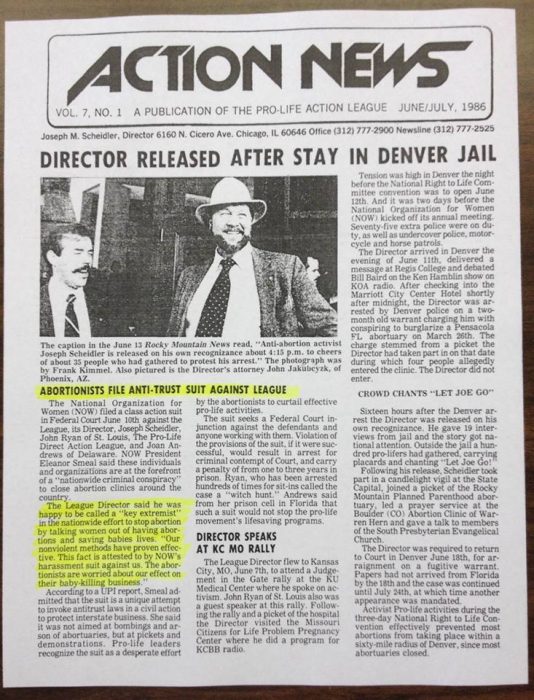 ACTION NEWS
VOL. 7, NO. 1 A PUBLICATION OF THE PRO-LIFE ACTION LEAGUE JUNE/JULY, 1986
Joseph M. Scheidler, Director 6160 N. Cicero Ave. Chicago, IL 60646 Office (312) 777-2900 Newsline (312) 777-2525
DIRECTOR RELEASED AFTER STAY IN DENVER JAIL
The caption in the June 13 Rocky Mountain News read, "Anti-abortion activist
Joseph Scheidler is released on his own recognizance about 4:15 p.m. to cheers
of about 35 people who had gathered to protest his arrest." The photograph was
by Frank Kimmel. Also pictured is the Director's attorney John Jakubczyk, of
Phoenix, AZ.
ABORTIONISTS FILE ANTI-TRUST SUIT AGAINST LEAGUE
The National Organization for
Women (NOW) filed a class action suit
in Federal Court June 10th against the
League, its Director, Joseph Scheidler,
John Ryan of St. Louis, The Pro-Life
Direct Action League, and Joan An-
drews of Delaware. NOW President
Eleanor Smeal said these individuals
and organizations are at the forefront
of a "nationwide criminal conspiracy"
to close abortion clinics around the
country.
The League Director said he was
happy to be called a "key extremist"
in the nationwide effort to stop abortion
by talking women out of having abor-
tions and saving babies lives. "Our
nonviolent methods have proven effec-
tive. This fact is attested to by NOW's
harassment suit against us. The abor-
tionists are worried about our effect on
their baby-killing business."
According to a UPI report, Smeal ad-
mitted that the suit is a unique attempt
to invoke antitrust laws in a civil action
to protect interstate business. She said
it was not aimed at bombings and ar-
son of abortuaries, but at pickets and
demonstrations. Pro-life leaders
recognize the suit as a desperate effort
by the abortionists to curtail effective
pro-life activities.
The suit seeks a Federal Court in-
junction against the defendants and
anyone working with them. Violation
of the provisions of the suit, if it were suc-
cessful, would result in arrest for
criminal contempt of Court, and carry
a penalty of from one to three years in
prison. Ryan, who has been arrested
hundreds of times for sit-ins called the
case a "witch hunt." Andrews said
from her prison cell in Florida that
such a suit would not stop the pro-life
movement's lifesaving programs.
DIRECTOR SPEAKS
AT KC MO RALLY
The League Director flew to Kansas
City, MO, June 7th, to attend a Judge-
ment in the Gate rally at the KU
Medical Center where he spoke on ac-
tivism. John Ryan of St. Louis also was
a guest speaker at this rally. Follow-
ing the rally and a picket of the hospital
the Director visited the Missouri
Citizens for Life Problem Pregnancy
Center where he did a program for
KCBB radio.
Tension was high in Denver the night
before the National Right to Life Com-
mittee convention was to open June
12th. And it was two days before the
National Organization for Women
(NOW) kicked off its annual meeting.
Seventy-five extra police were on du-
ty, as well as undercover police, motor-
cycle and horse patrols.
The Director arrived in Denver the
evening of June 11th, delivered a
message at Regis College and debated
Bill Baird on the Ken Hamblin show on
KOA radio. After checking into the
Marriott City Center Hotel shortly
after midnight, the Director was ar-
rested by Denver police on a two-
month old warrant charging him with
conspiring to burglarize a Pensacola
FL abortuary on March 26th. The
charge stemmed from a picket the
Director had taken part in on that date
during which four people allegedly
entered the clinic. The Director did not
enter.
CROWD CHANTS "LET JOE GO"
Sixteen hours after the Denver ar-
rest the Director was released on his
own recognizance. He gave 19 inter-
views from jail and the story got na-
tional attention. Outside the jail a hun-
dred pro-lifers had gathered, carrying
placards and chanting "Let Joe Go!"
Following his release, Scheidler took
part in a candlelight vigil at the State
Capital, joined a picket of the Rocky
Mountain Planned Parenthood abor-
tuary, led a prayer service at the
Boulder (CO) Abortion Clinic of War-
ren Hern and gave a talk to members of
the South Presbyterian Evangelical
Church.
The Director was required to return
to Court in Denver June 18th, for ar-
raignment on a fugitive warrant.
Papers had not arrived from Florida
by the 18th and the case was continued
until July 24th, at which time another
appearance was mandated.
Activist Pro-life activities during the
three-day National Right to Life Con-
vention effectively prevented most
abortions from taking place within a
sixty-mile radius of Denver, since most
abortuaries closed.